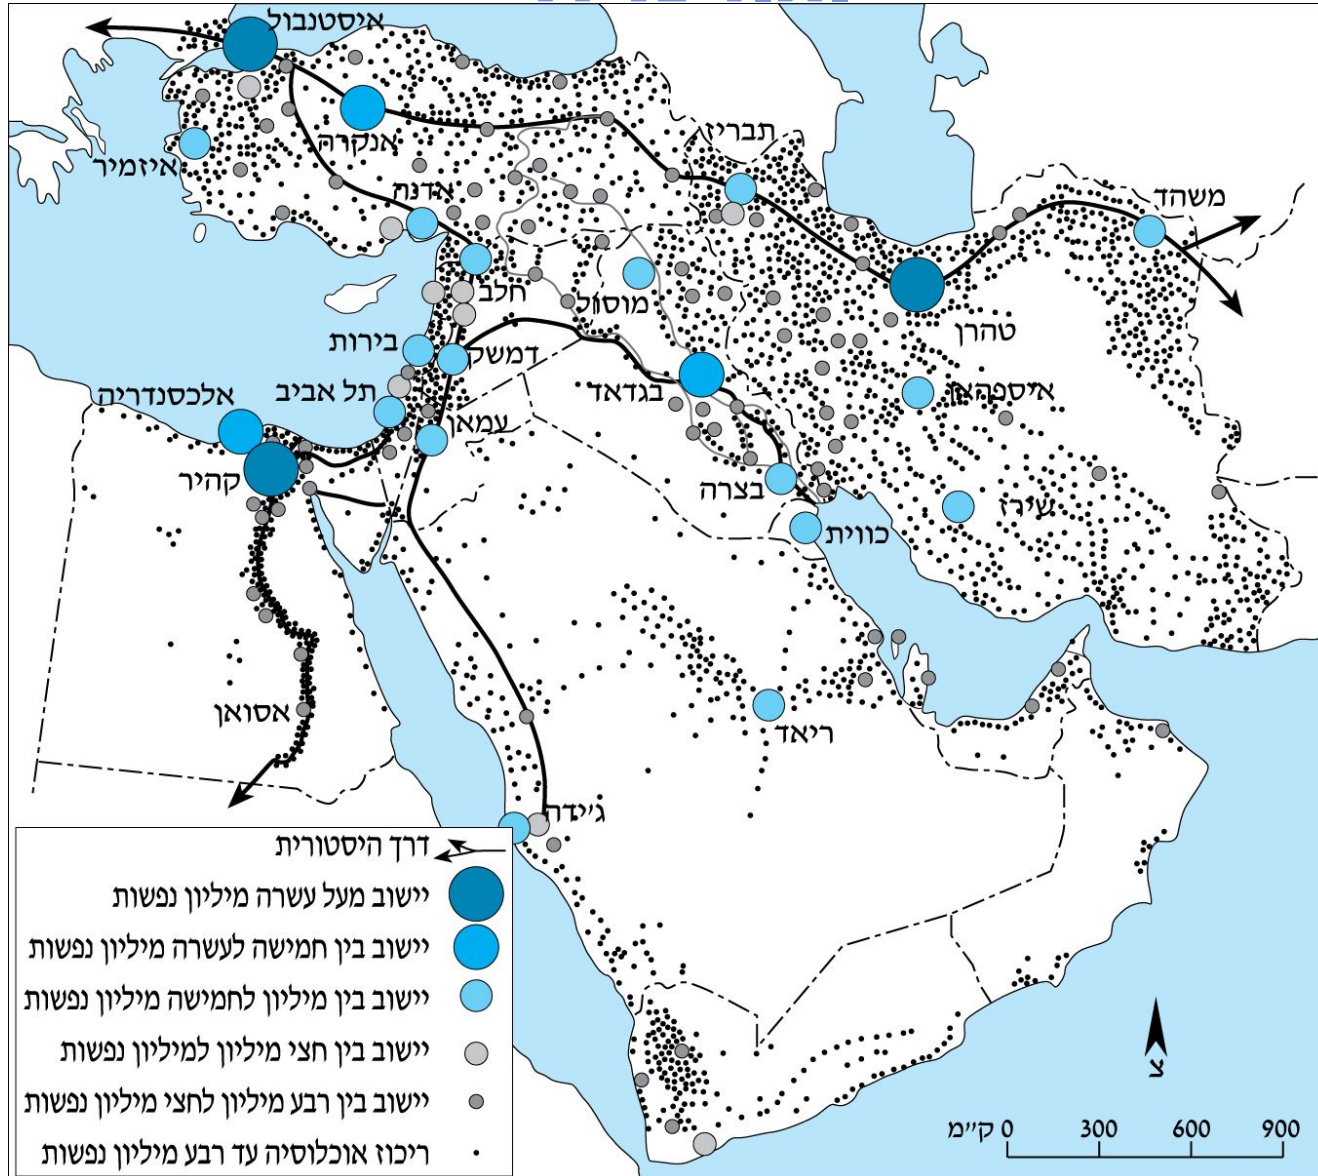 איסטנבול
אנקרה
איזמיר
אדנה
תבריז
משהד
חלב
מוסול
טהרן
בירות
דמשק
בגדאד
איספהאן
תל אביב
אלכסנדריה
עמאן
קהיר
בצרה
כווית
שירז
אסואן
ריאד
ג'ידה
דרך היסטורית
יישוב מעל עשרה מיליון נפשות
יישוב בין חמישה לעשרה מיליון נפשות
יישוב בין מיליון לחמישה מיליון נפשות
יישוב בין חצי מיליון למיליון נפשות
יישוב בין רבע מיליון לחצי מיליון נפשות
ריכוז אוכלוסיה עד רבע מיליון נפשות
צ
ק"מ 0 300 600 900